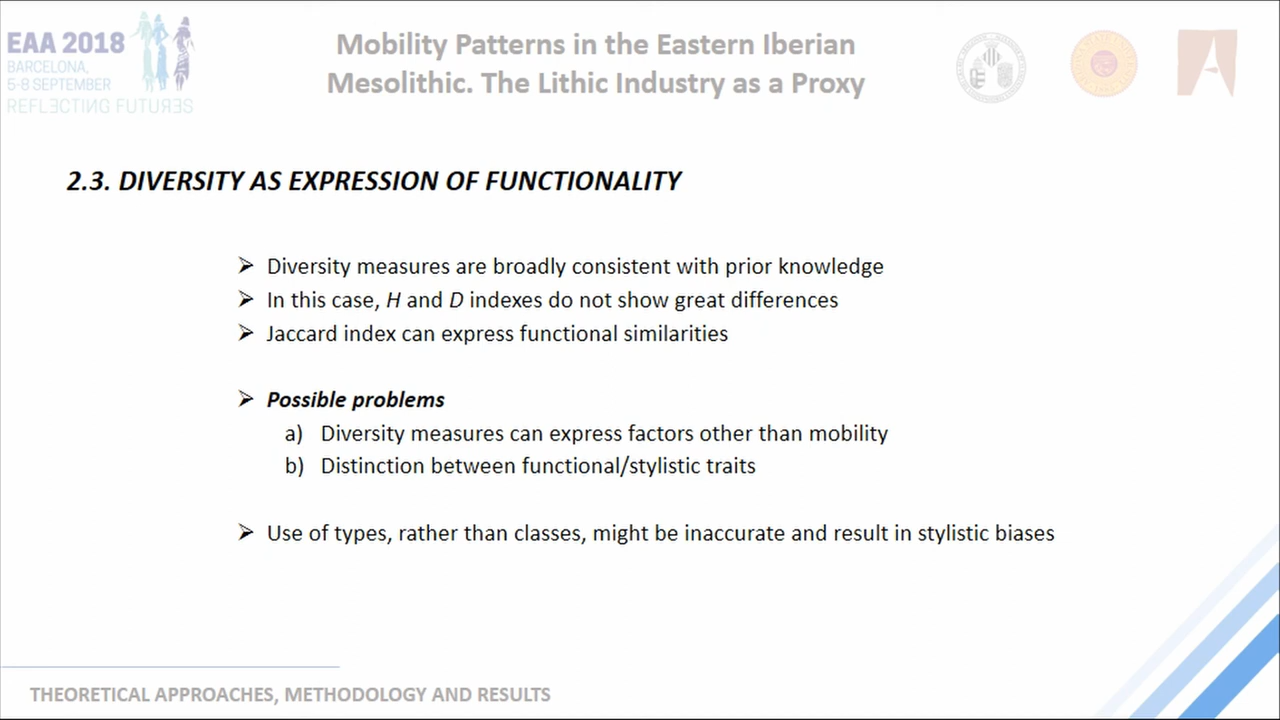 EAA 2018
BARCELONA,
5-8 SEPTEMBER
REFLECTING FUTURES
Mobility Patterns in the Eastern Iberian
Mesolithic. The Lithic Industry as a Proxy
2.3. DIVERSITY AS EXPRESSION OF FUNCTIONALITY
➢ Diversity measures are broadly consistent with prior knowledge
➢ In this case, H and D indexes do not show great differences
➢ Jaccard index can express functional similarities
➢ Possible problems
a) Diversity measures can express factors other than mobility
b) Distinction between functional/stylistic traits
➢ Use of types, rather than classes, might be inaccurate and result in stylistic biases
THEORETICAL APPROACHES, METHODOLOGY AND RESULTS